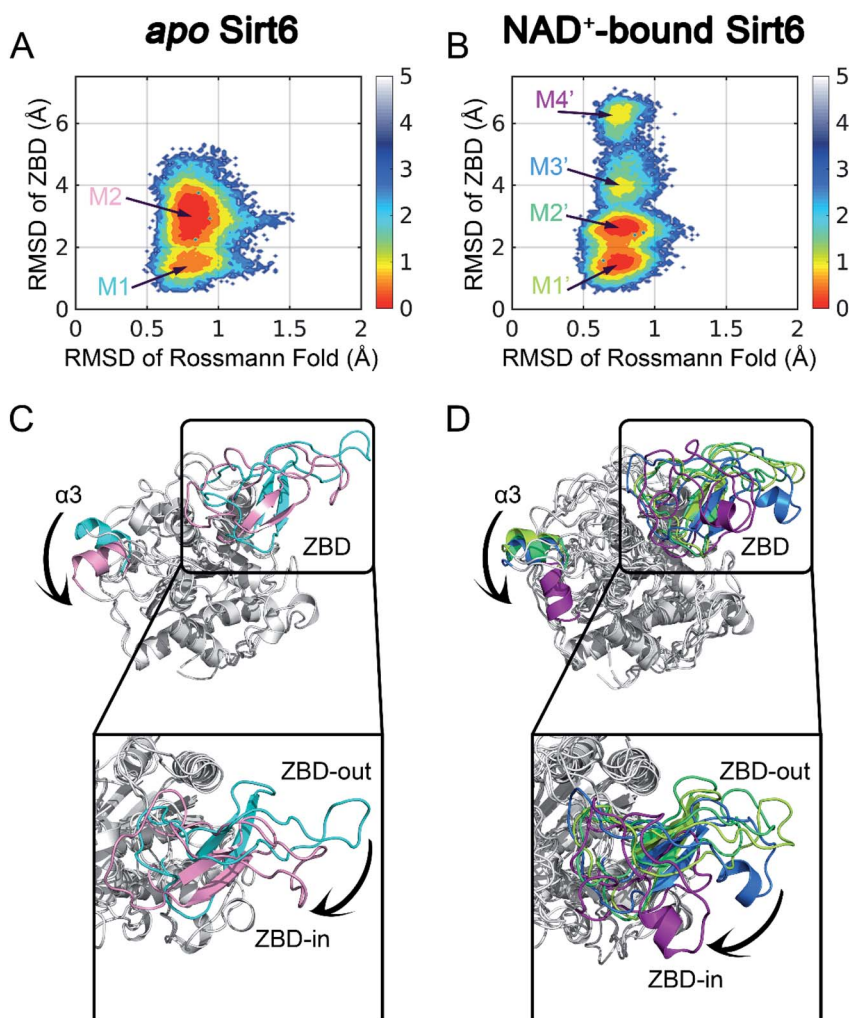 apo Sirt6
NAD⁺-bound Sirt6
A
RMSD of ZBD (Å)
6
4
2
0
M2
M1
0
0.5
1
1.5
2
RMSD of Rossmann Fold (Å)
5
4
3
2
1
0
B
RMSD of ZBD (Å)
6
4
2
0
M4’
M3’
M2’
M1’
0
0.5
1
1.5
2
RMSD of Rossmann Fold (Å)
5
4
3
2
1
0
C
α3
ZBD
ZBD-out
ZBD-in
D
α3
ZBD
ZBD-out
ZBD-in